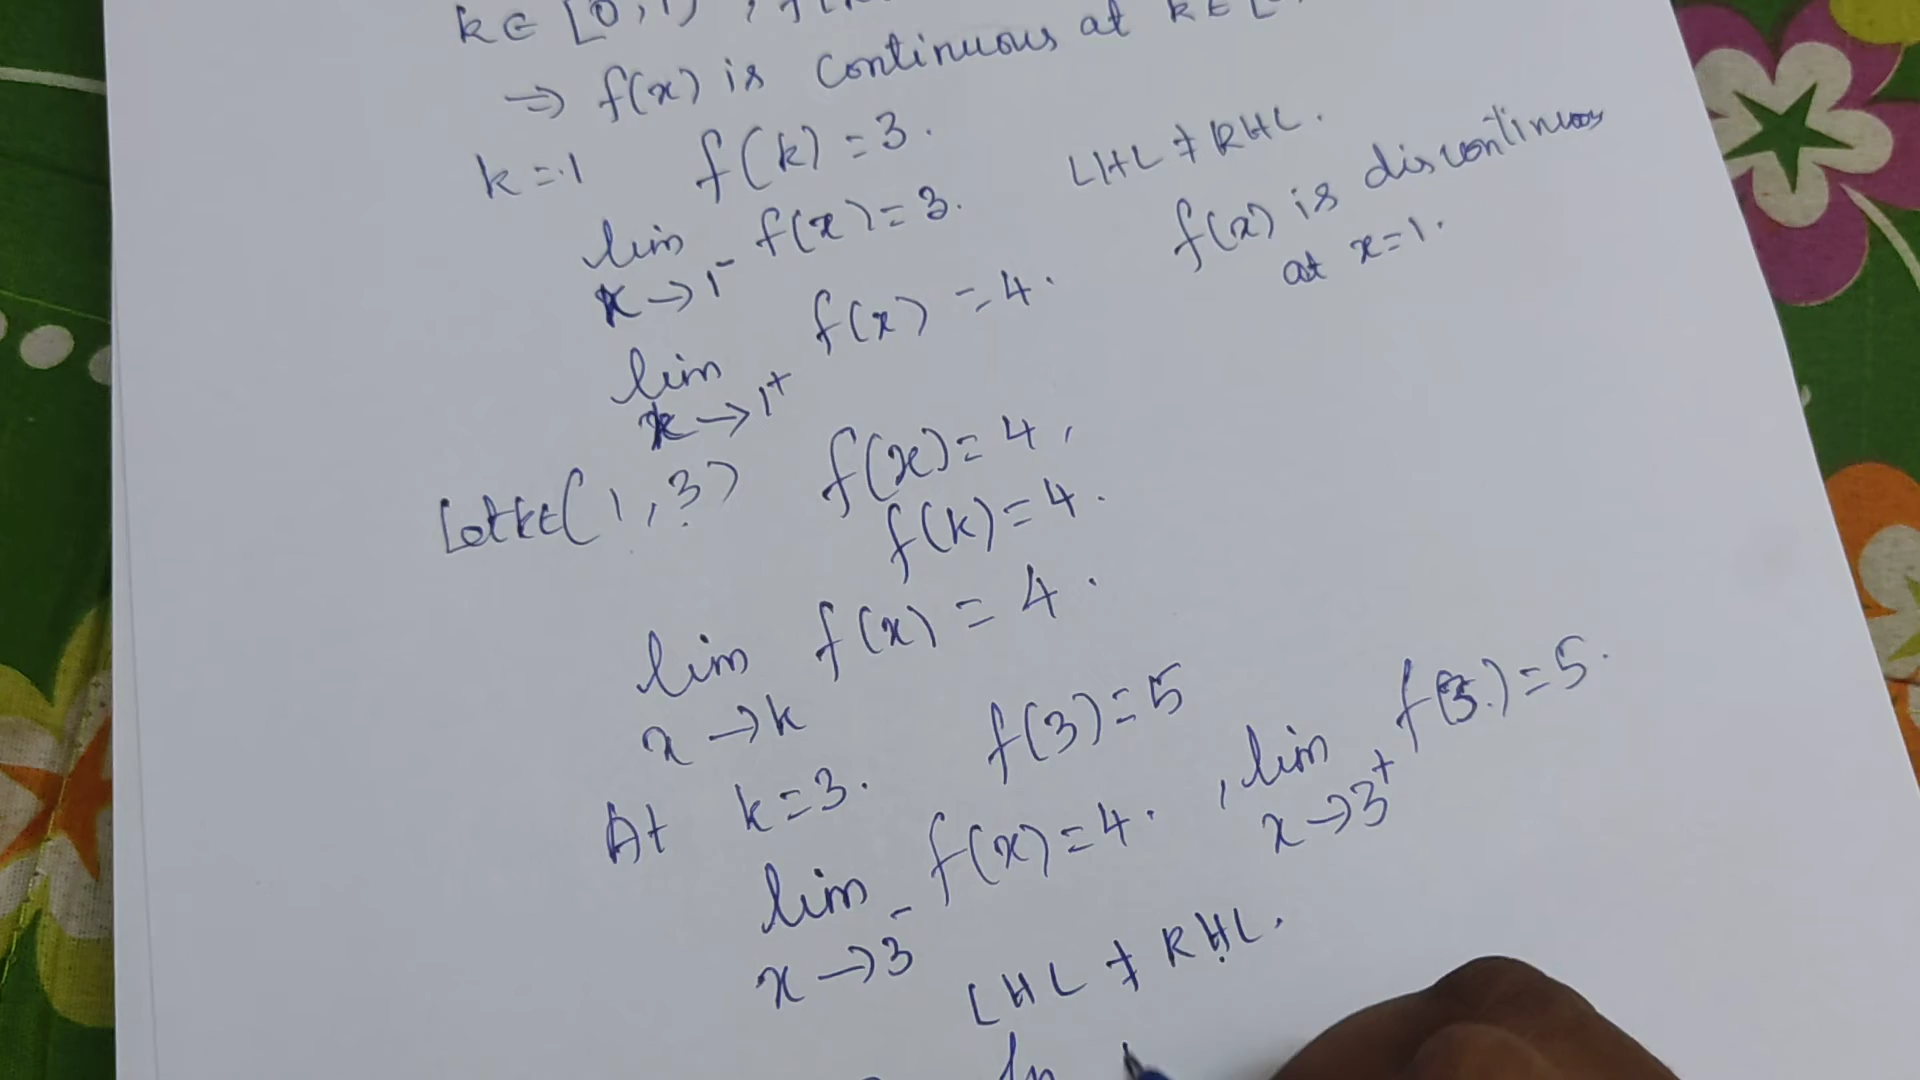 k ∈ [0,1)
⇒ f(x) is continuous at k ∈ [
k = 1 f(k) = 3.
lim f(x) = 3.
x → 1⁻
lim f(x) = 4.
x → 1⁺
LHL ≠ RHL.
f(x) is discontinuous
at x = 1.
k ∈ (1, 3) f(x) = 4,
f(k) = 4.
lim f(x) = 4.
x → k
At k = 3. f(3) = 5
lim f(x) = 4. , lim f(3.) = 5.
x → 3⁻ x → 3⁺
LHL ≠ RHL.